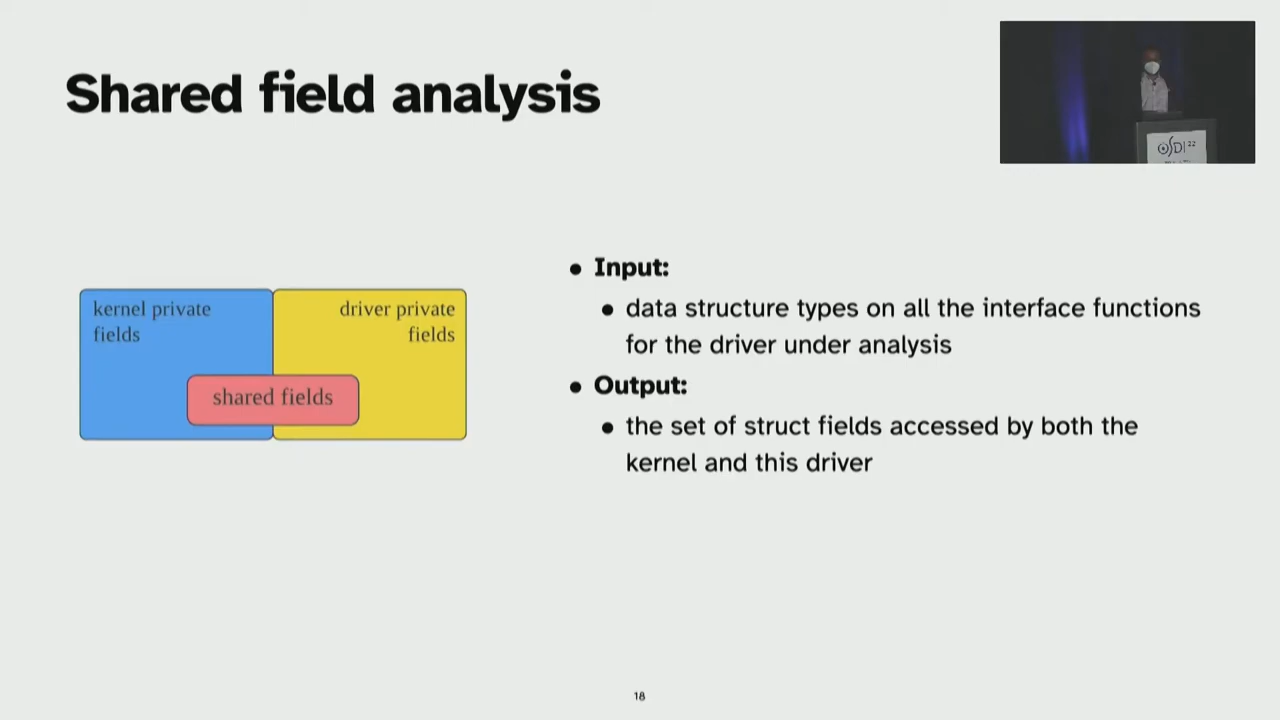 Shared field analysis
OSDI 22
kernel private
fields
driver private
fields
shared fields
• Input:
• data structure types on all the interface functions
for the driver under analysis
• Output:
• the set of struct fields accessed by both the
kernel and this driver
18